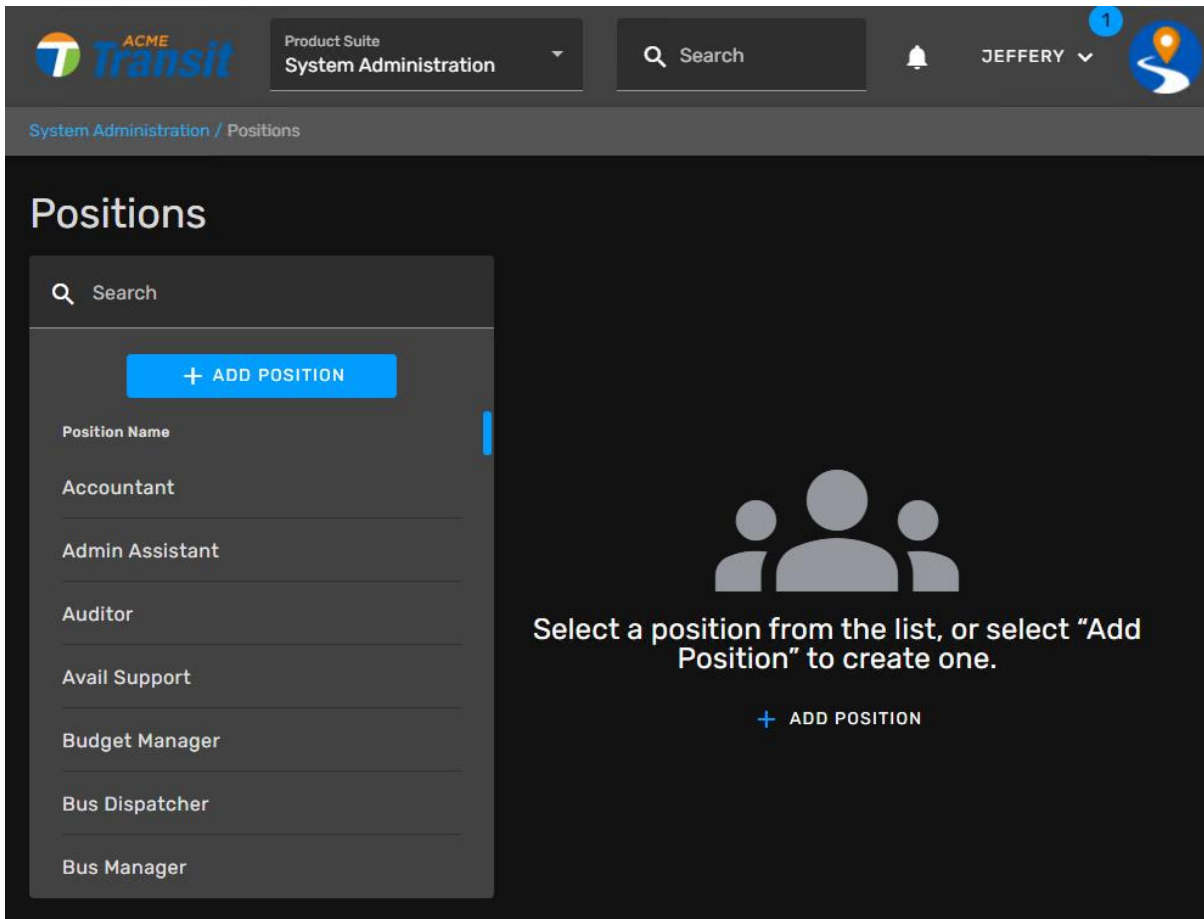 ACME
Transit
Product Suite
System Administration
Search
JEFFERY
1
System Administration / Positions
Positions
Search
+ ADD POSITION
Position Name
Accountant
Admin Assistant
Auditor
Avail Support
Budget Manager
Bus Dispatcher
Bus Manager
Select a position from the list, or select “Add
Position” to create one.
+ ADD POSITION